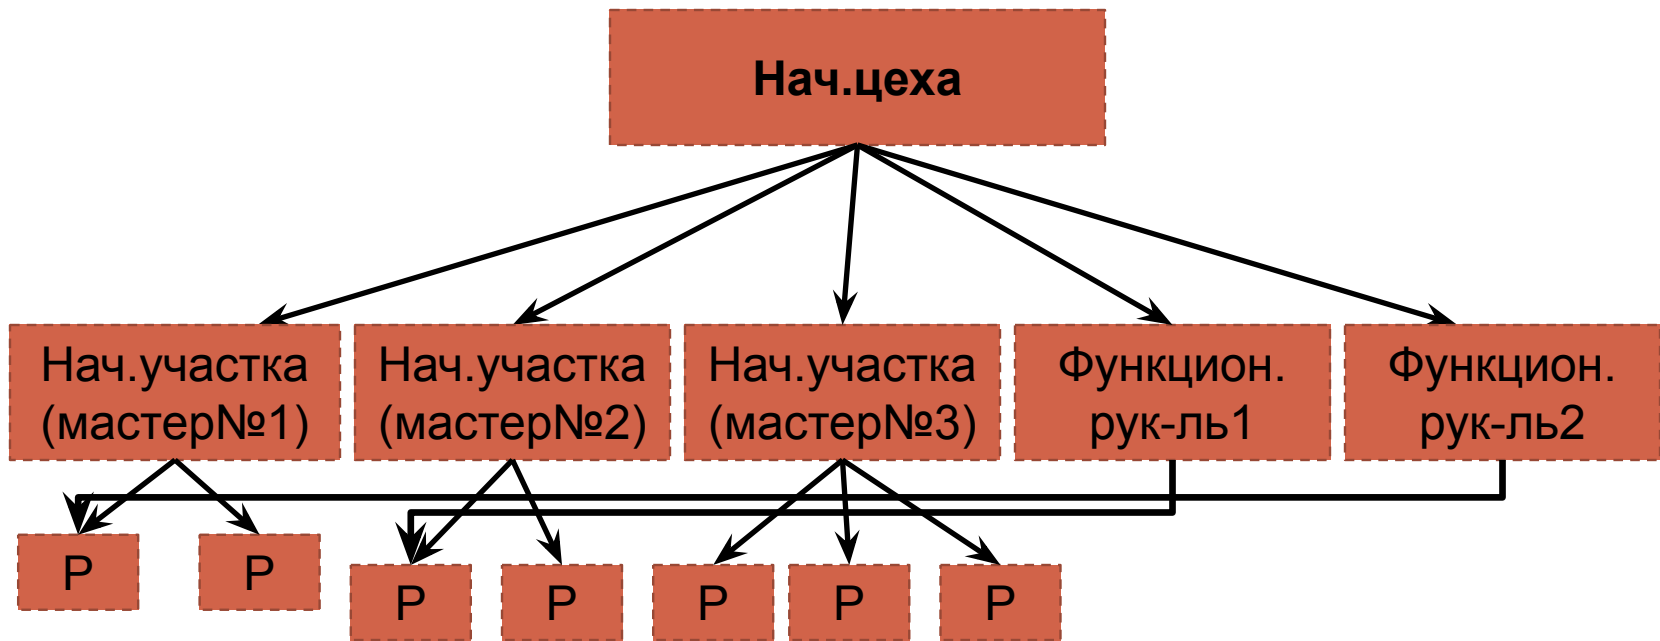 Нач.цеха
Нач.участка
(мастер№1)
Нач.участка
(мастер№2)
Нач.участка
(мастер№3)
Функцион.
рук-ль1
Функцион.
рук-ль2
Р
Р
Р
Р
Р
Р
Р